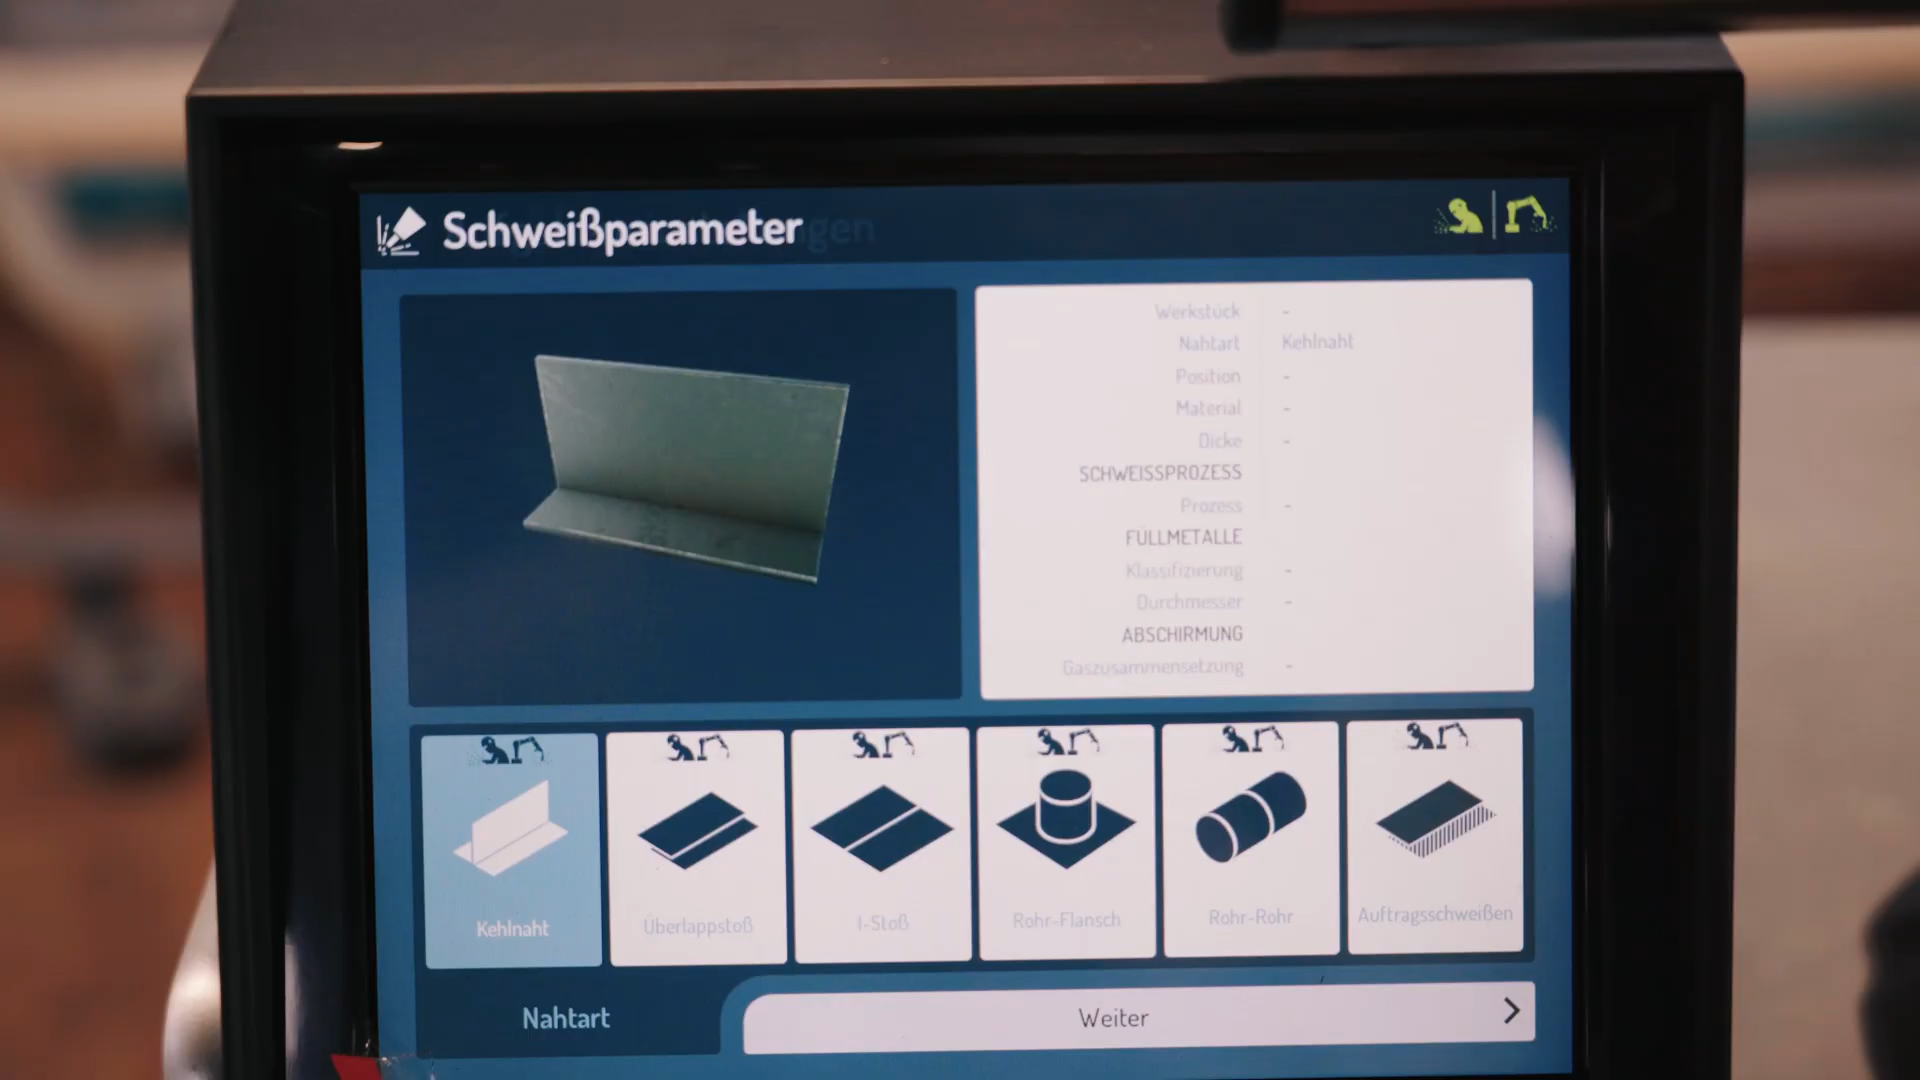 Schweißparameter
Werkstück -
Nahtart Kehlnaht
Position -
Material -
Dicke -
SCHWEISSPROZESS
Prozess -
FÜLLMETALLE
Klassifizierung -
Durchmesser -
ABSCHIRMUNG
Gaszusammensetzung -
Kehlnaht
Überlappstoß
I-Stoß
Rohr-Flansch
Rohr-Rohr
Auftragsschweißen
Nahtart
Weiter